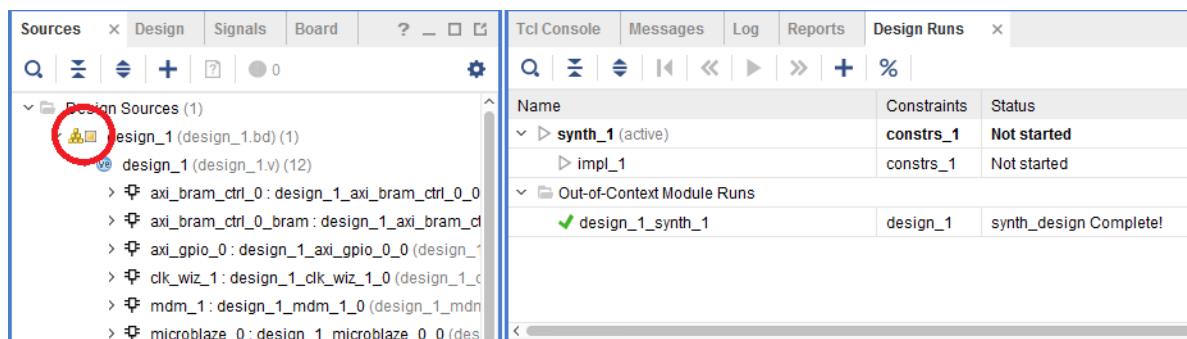 Sources × Design Signals Board ? _
0
Design Sources (1)
design_1 (design_1.bd) (1)
design_1 (design_1.v) (12)
axi_bram_ctrl_0 : design_1_axi_bram_ctrl_0_0
axi_bram_ctrl_0_bram : design_1_axi_bram_ct
axi_gpio_0 : design_1_axi_gpio_0_0 (design_1
clk_wiz_1 : design_1_clk_wiz_1_0 (design_1_c
mdm_1 : design_1_mdm_1_0 (design_1_mdm
microblaze_0 : design_1_microblaze_0_0 (des
Tcl Console Messages Log Reports Design Runs ×
%
Name Constraints Status
synth_1 (active) constrs_1 Not started
impl_1 constrs_1 Not started
Out-of-Context Module Runs
design_1_synth_1 design_1 synth_design Complete!